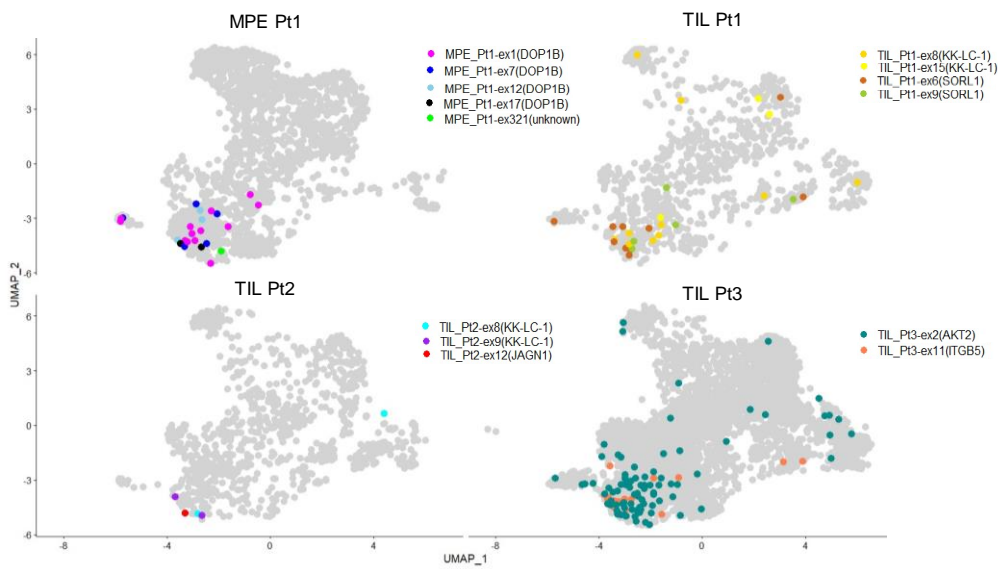 MPE Pt1
TIL Pt1
6
3
0
-3
-6
MPE_Pt1-ex1(DOP1B)
MPE_Pt1-ex7(DOP1B)
MPE_Pt1-ex12(DOP1B)
MPE_Pt1-ex17(DOP1B)
MPE_Pt1-ex321(unknown)
TIL_Pt1-ex8(KK-LC-1)
TIL_Pt1-ex15(KK-LC-1)
TIL_Pt1-ex6(SORL1)
TIL_Pt1-ex9(SORL1)
UMAP_2
TIL Pt2
TIL Pt3
6
3
0
-3
-6
TIL_Pt2-ex8(KK-LC-1)
TIL_Pt2-ex9(KK-LC-1)
TIL_Pt2-ex12(JAGN1)
TIL_Pt3-ex2(AKT2)
TIL_Pt3-ex11(ITGB5)
-8 -4 0 4 -8 -4 0 4
UMAP_1